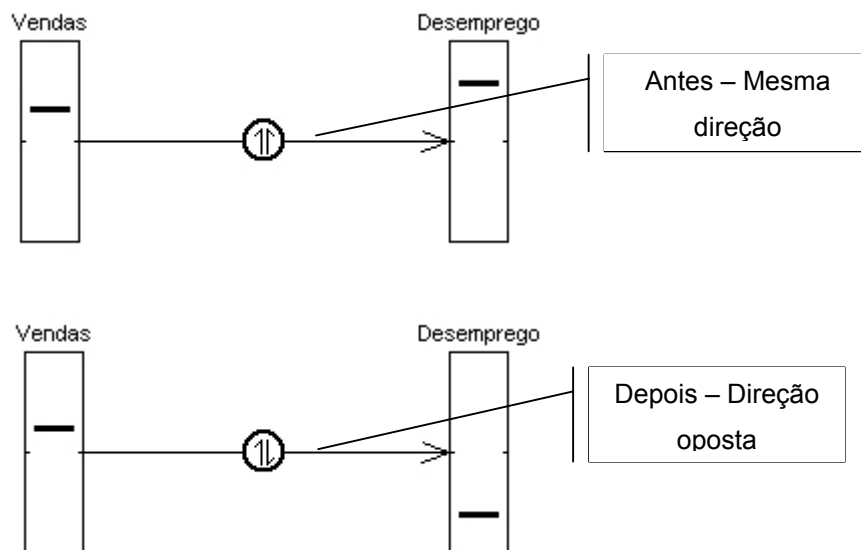 Vendas
Desemprego
Antes – Mesma
direção
Vendas
Desemprego
Depois – Direção
oposta